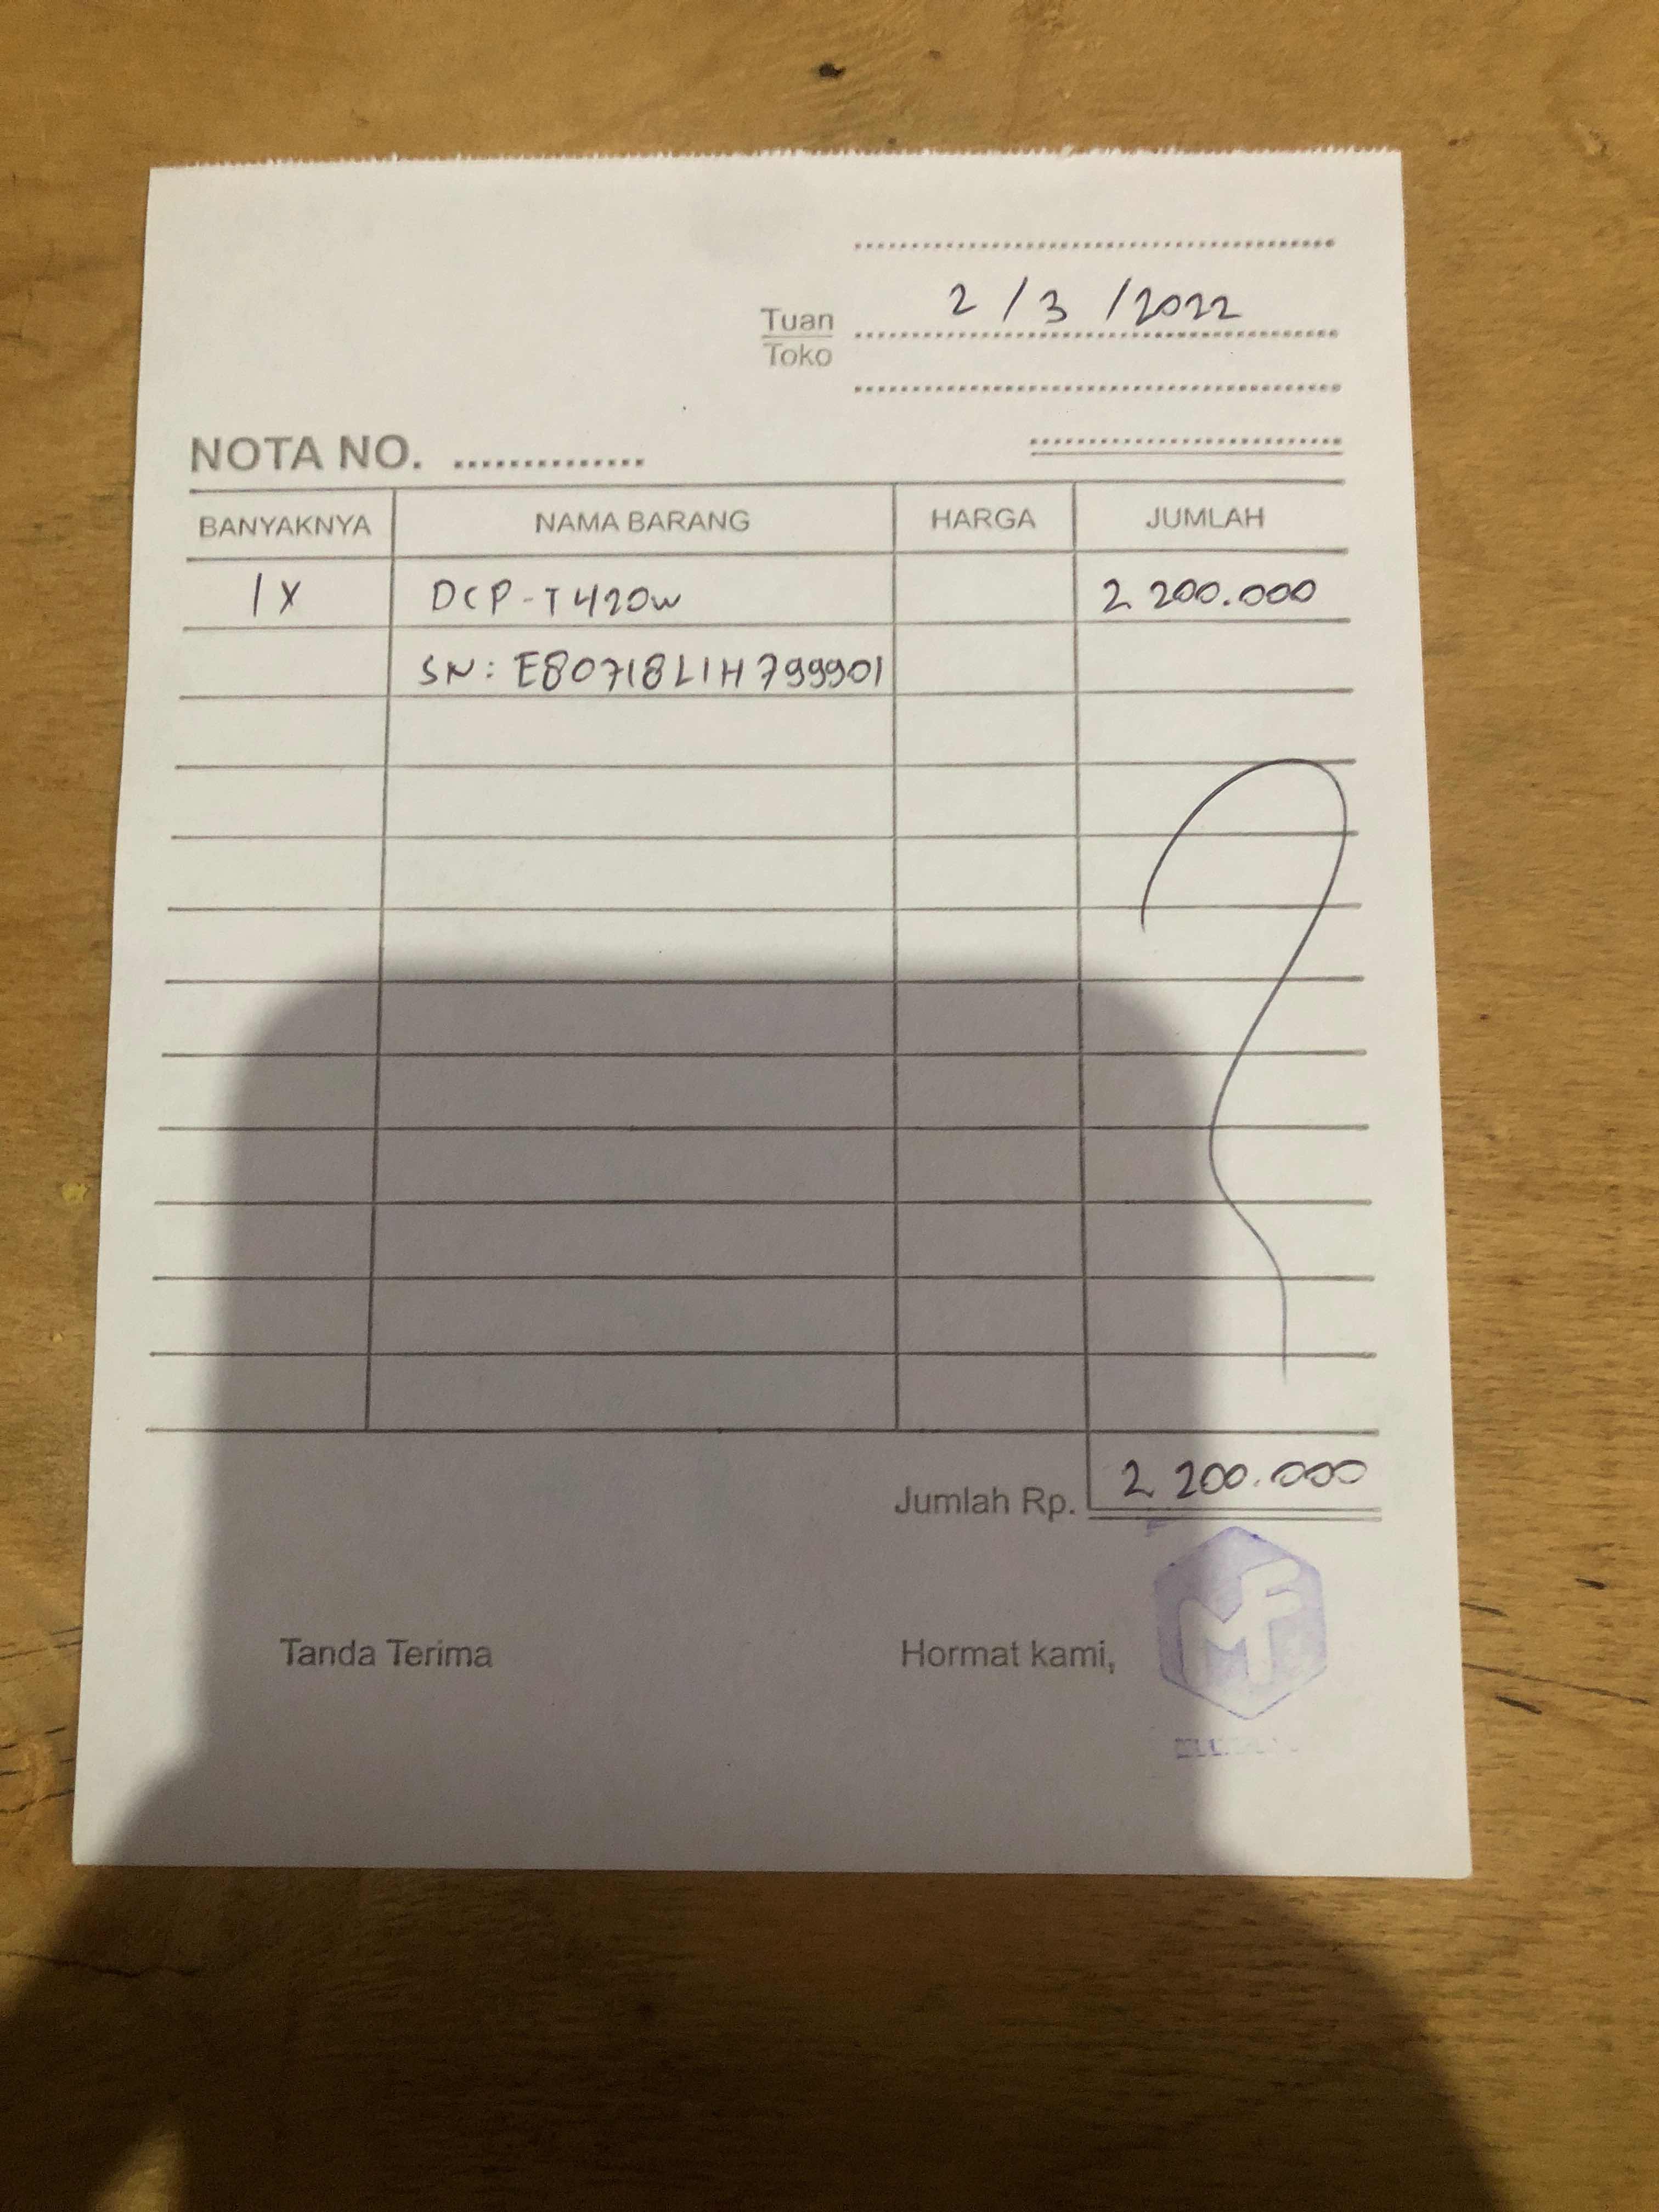 2/3/2022
Tuan
Toko
NOTA NO. ..............
BANYAKNYA NAMA BARANG HARGA JUMLAH
1X DCP-T420W 2 200.000
SN: E80718L1H799901
Jumlah Rp. 2 200.000
Tanda Terima Hormat kami,
MF